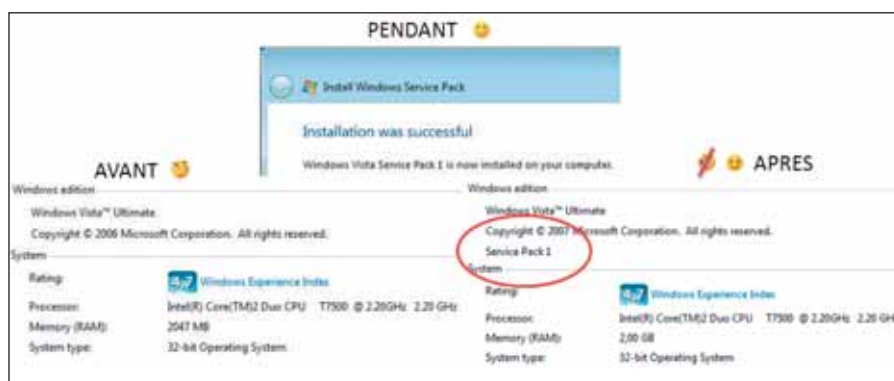 PENDANT
Install Windows Service Pack
Installation was successful
Windows Vista Service Pack 1 is now installed on your computer.
AVANT
Windows edition
Windows Vista™ Ultimate
Copyright © 2006 Microsoft Corporation. All rights reserved.
System
Rating: 4,7 Windows Experience Index
Processor: Intel(R) Core(TM)2 Duo CPU T7500 @ 2.20GHz 2.20 GHz
Memory (RAM): 2047 MB
System type: 32-bit Operating System
APRES
Windows edition
Windows Vista™ Ultimate
Copyright © 2007 Microsoft Corporation. All rights reserved.
Service Pack 1
System
Rating: 4,7 Windows Experience Index
Processor: Intel(R) Core(TM)2 Duo CPU T7500 @ 2.20GHz 2.20 GH
Memory (RAM): 2,00 GB
System type: 32-bit Operating System